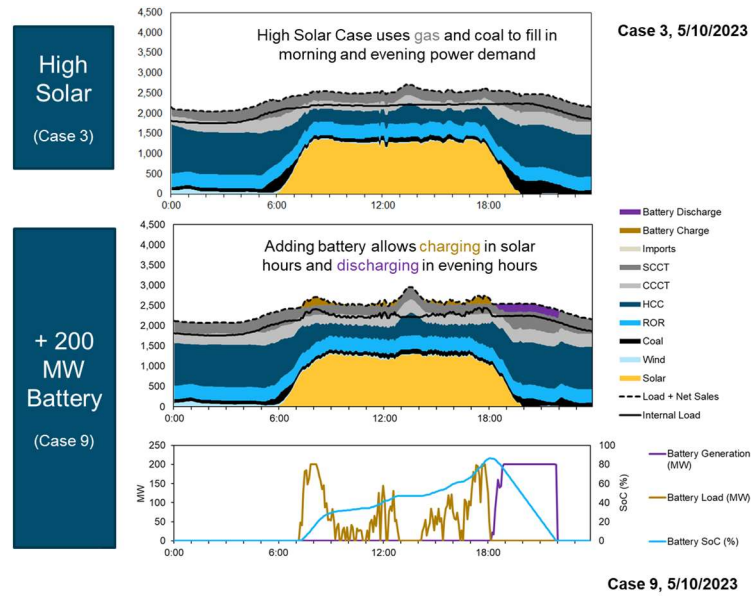 High
Solar
(Case 3)
4,500
4,000
3,500
3,000
2,500
2,000
1,500
1,000
500
0
High Solar Case uses gas and coal to fill in
morning and evening power demand
0:00 6:00 12:00 18:00
Case 3, 5/10/2023
+ 200
MW
Battery
(Case 9)
4,500
4,000
3,500
3,000
2,500
2,000
1,500
1,000
500
0
Adding battery allows charging in solar
hours and discharging in evening hours
0:00 6:00 12:00 18:00
Battery Discharge
Battery Charge
Imports
SCCT
CCCT
HCC
ROR
Coal
Wind
Solar
Load + Net Sales
Internal Load
MW
250
200
150
100
50
0
0:00 6:00 12:00 18:00
100
80
60
40
20
0
SoC (%)
Battery Generation
(MW)
Battery Load (MW)
Battery SoC (%)
Case 9, 5/10/2023